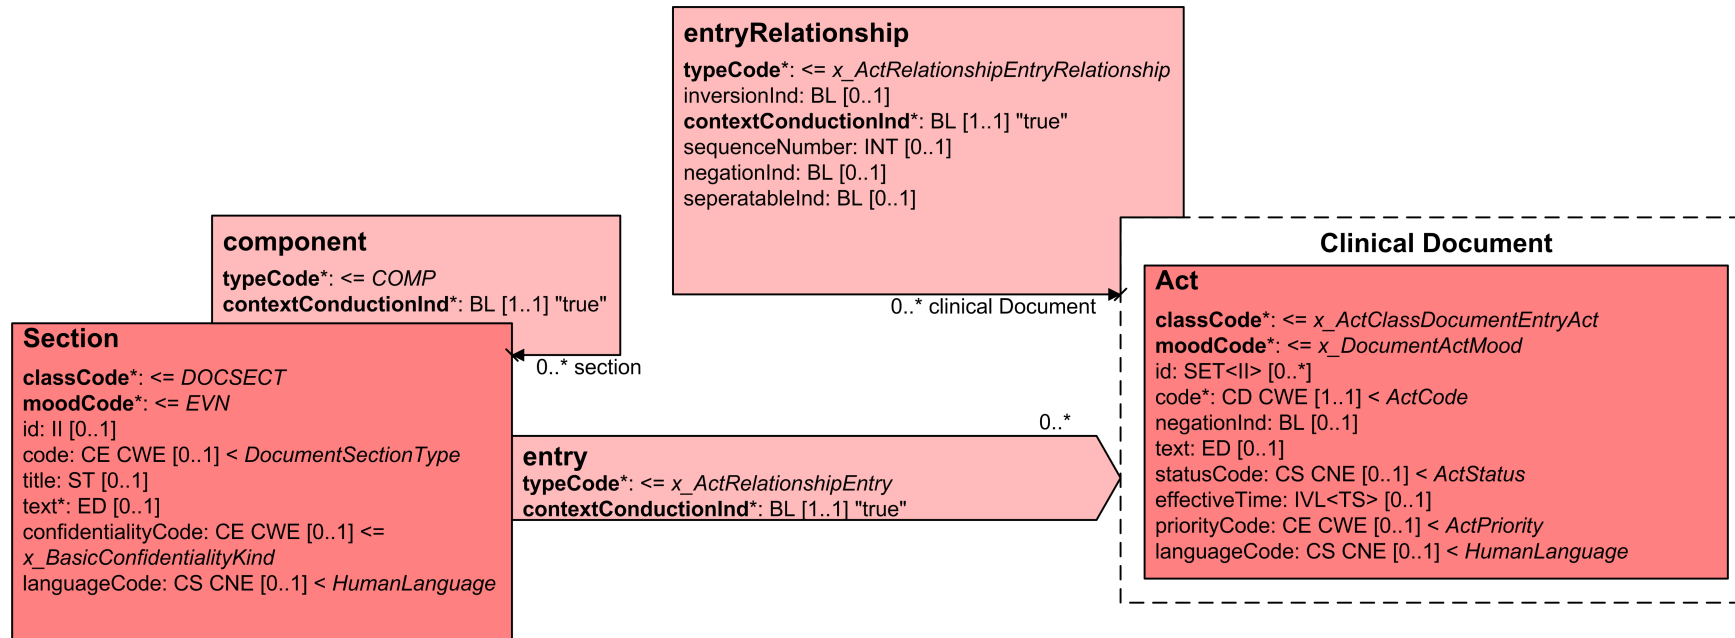 entryRelationship
typeCode*: <= x_ActRelationshipEntryRelationship
inversionInd: BL [0..1]
contextConductionInd*: BL [1..1] "true"
sequenceNumber: INT [0..1]
negationInd: BL [0..1]
seperatableInd: BL [0..1]
0..* clinical Document
component
typeCode*: <= COMP
contextConductionInd*: BL [1..1] "true"
0..* section
Section
classCode*: <= DOCSECT
moodCode*: <= EVN
id: II [0..1]
code: CE CWE [0..1] < DocumentSectionType
title: ST [0..1]
text*: ED [0..1]
confidentialityCode: CE CWE [0..1] <=
x_BasicConfidentialityKind
languageCode: CS CNE [0..1] < HumanLanguage
0..*
entry
typeCode*: <= x_ActRelationshipEntry
contextConductionInd*: BL [1..1] "true"
Clinical Document
Act
classCode*: <= x_ActClassDocumentEntryAct
moodCode*: <= x_DocumentActMood
id: SET<II> [0..*]
code*: CD CWE [1..1] < ActCode
negationInd: BL [0..1]
text: ED [0..1]
statusCode: CS CNE [0..1] < ActStatus
effectiveTime: IVL<TS> [0..1]
priorityCode: CE CWE [0..1] < ActPriority
languageCode: CS CNE [0..1] < HumanLanguage